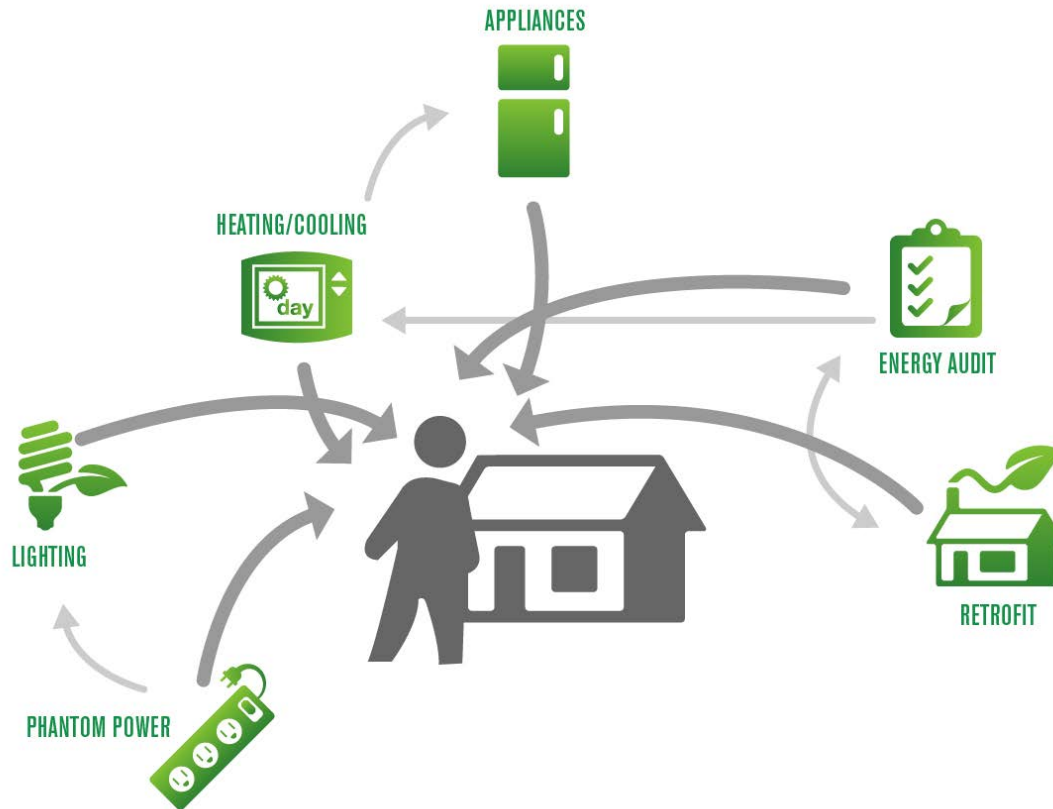 APPLIANCES
HEATING/COOLING
day
ENERGY AUDIT
LIGHTING
RETROFIT
PHANTOM POWER